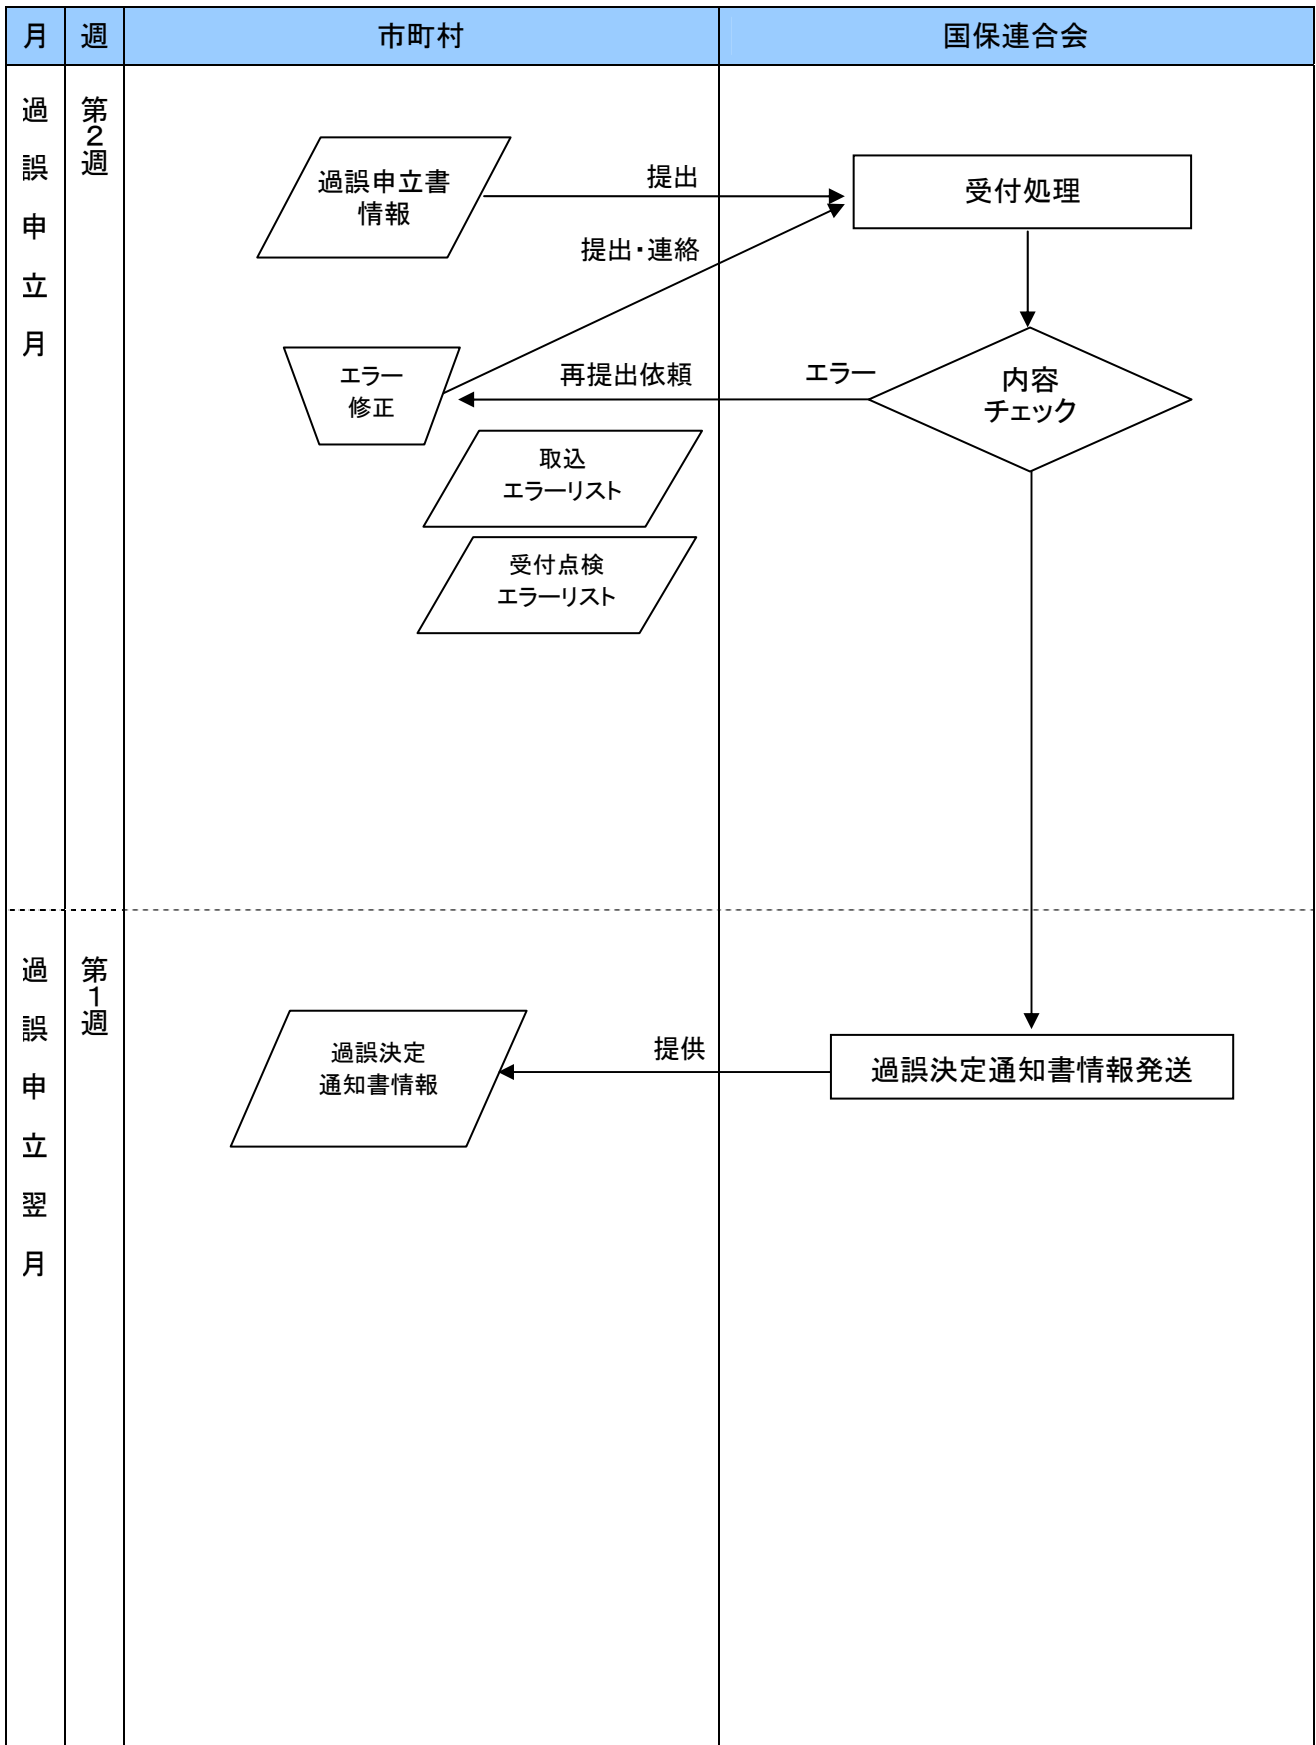 月
週
市町村
国保連合会
過誤申立月
第2週
過誤申立書
情報
提出
受付処理
提出・連絡
エラー
修正
再提出依頼
エラー
内容
チェック
取込
エラーリスト
受付点検
エラーリスト
過誤申立翌月
第1週
過誤決定
通知書情報
提供
過誤決定通知書情報発送